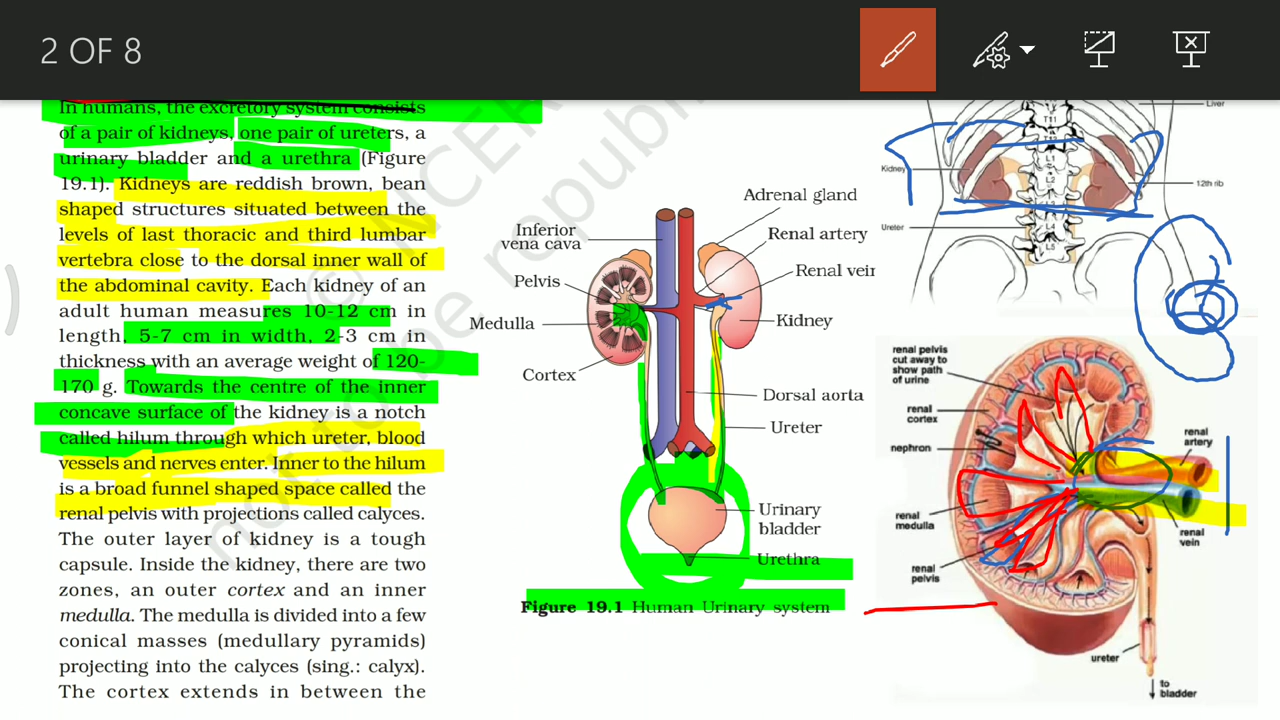 2 OF 8
In humans, the excretory system consists
of a pair of kidneys, one pair of ureters, a
urinary bladder and a urethra (Figure
19.1). Kidneys are reddish brown, bean
shaped structures situated between the
levels of last thoracic and third lumbar
vertebra close to the dorsal inner wall of
the abdominal cavity. Each kidney of an
adult human measures 10-12 cm in
length, 5-7 cm in width, 2-3 cm in
thickness with an average weight of 120-
170 g. Towards the centre of the inner
concave surface of the kidney is a notch
called hilum through which ureter, blood
vessels and nerves enter. Inner to the hilum
is a broad funnel shaped space called the
renal pelvis with projections called calyces.
The outer layer of kidney is a tough
capsule. Inside the kidney, there are two
zones, an outer cortex and an inner
medulla. The medulla is divided into a few
conical masses (medullary pyramids)
projecting into the calyces (sing.: calyx).
The cortex extends in between the
Adrenal gland
Renal artery
Renal vein
Inferior
vena cava
Pelvis
Medulla
Cortex
Kidney
Dorsal aorta
Ureter
Urinary
bladder
Urethra
Figure 19.1 Human Urinary system
Liver
T11
L1
L4
L5
Kidney
12th rib
Ureter
renal pelvis
cut away to
show path
of urine
renal
cortex
nephron
renal
medulla
renal
pelvis
renal
artery
renal
vein
ureter
to
bladder
© NCERT
not to be republi